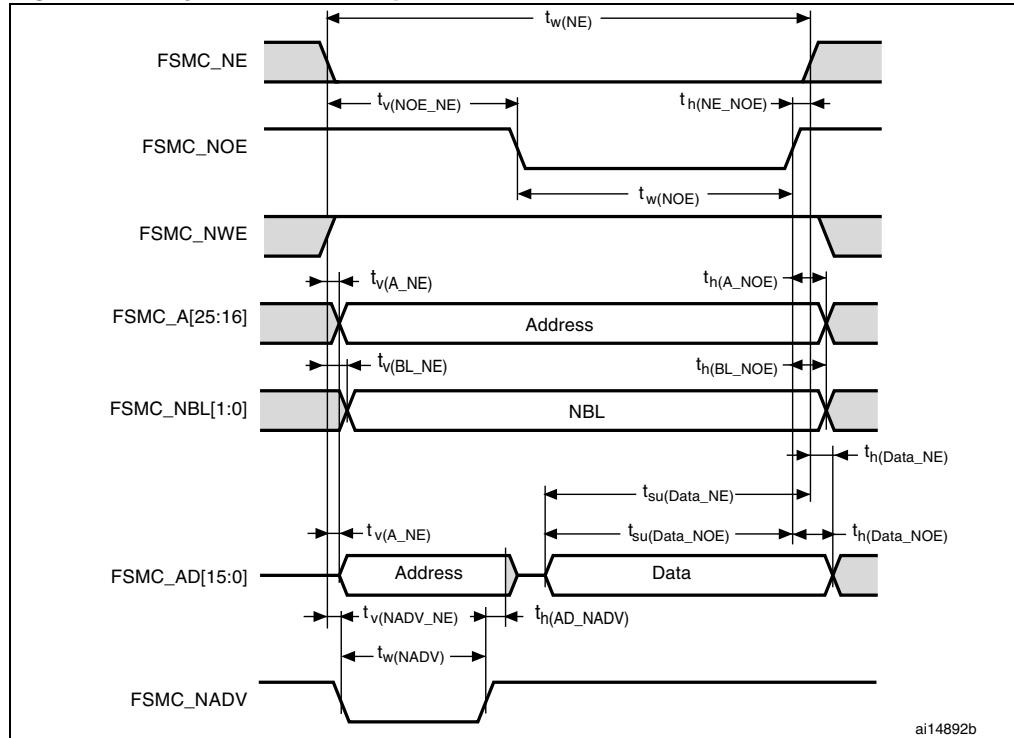 tw(NE)
FSMC_NE
tv(NOE_NE)
th(NE_NOE)
FSMC_NOE
tw(NOE)
FSMC_NWE
tv(A_NE)
th(A_NOE)
FSMC_A[25:16]
Address
tv(BL_NE)
th(BL_NOE)
FSMC_NBL[1:0]
NBL
th(Data_NE)
tsu(Data_NE)
tv(A_NE)
tsu(Data_NOE)
th(Data_NOE)
FSMC_AD[15:0]
Address
Data
tv(NADV_NE)
th(AD_NADV)
tw(NADV)
FSMC_NADV
ai14892b